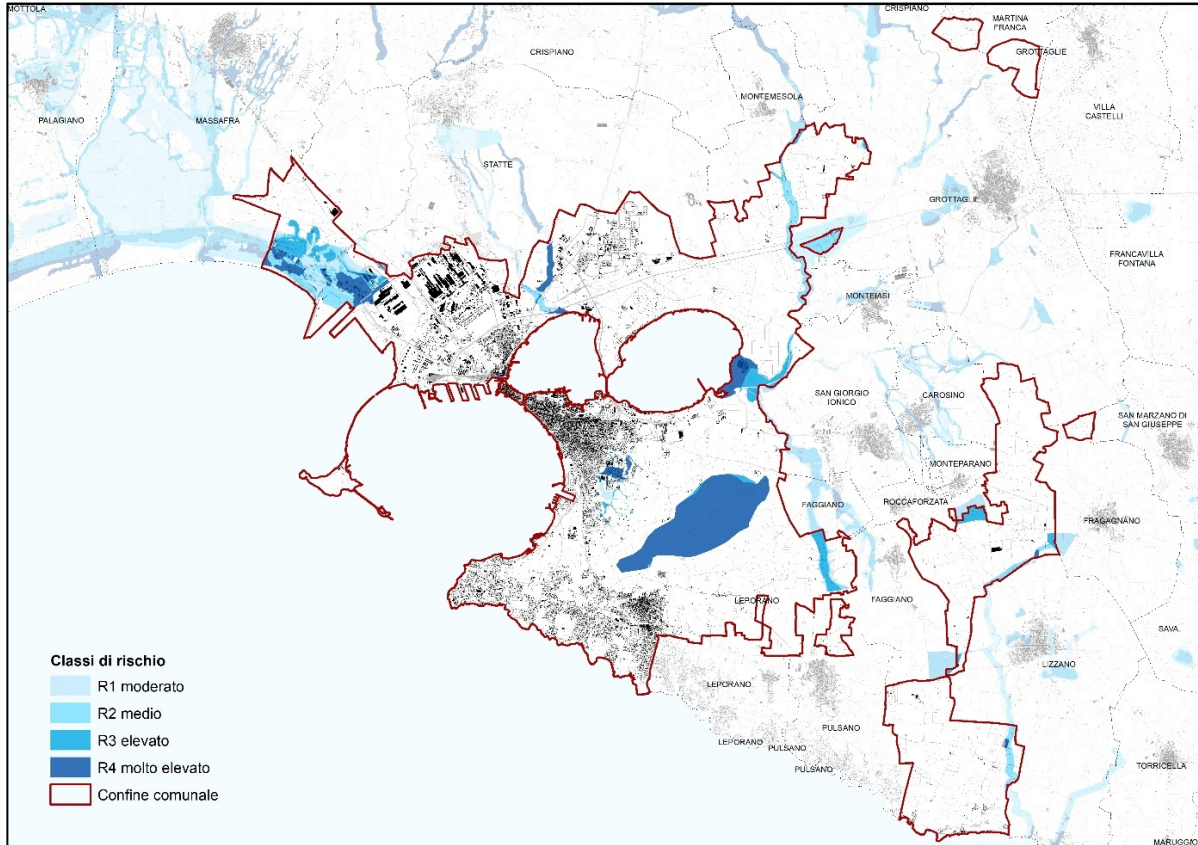 MOTTOLA
CRISPIANO
MARTINA
FRANCA
GROTTAGLIE
CRISPIANO
MONTEMESOLA
VILLA
CASTELLI
PALAGIANO
MASSAFRA
STATTE
GROTTAGLIE
FRANCAVILLA
FONTANA
MONTEIASI
SAN GIORGIO
IONICO
CAROSINO
SAN MARZANO DI
SAN GIUSEPPE
MONTEPARANO
ROCCAFORZATA
FAGGIANO
FRAGAGNANO
LEPORANO
FAGGIANO
SAVA
LIZZANO
LEPORANO
PULSANO
LEPORANO
PULSANO
PULSANO
TORRICELLA
MARUGGIO
Classi di rischio
R1 moderato
R2 medio
R3 elevato
R4 molto elevato
Confine comunale